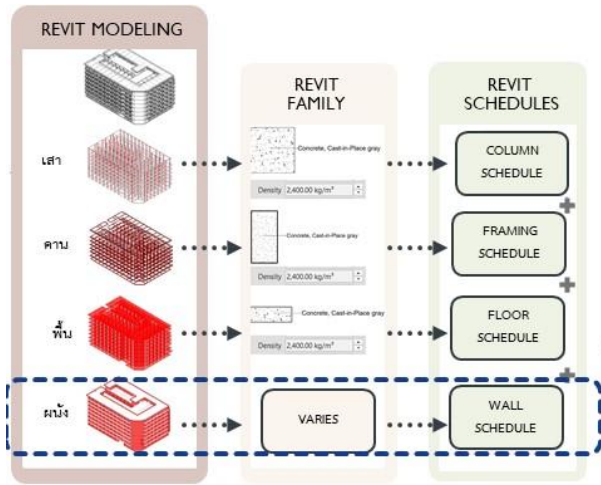 REVIT MODELING
REVIT
FAMILY
REVIT
SCHEDULES
เสา
Concrete, Cast-in-Place gray
Density 2,400.00 kg/m³
COLUMN
SCHEDULE
+
คาน
Concrete, Cast-in-Place gray
Density 2,400.00 kg/m³
FRAMING
SCHEDULE
+
พื้น
Concrete, Cast-in-Place gray
Density 2,400.00 kg/m³
FLOOR
SCHEDULE
+
ผนัง
VARIES
WALL
SCHEDULE